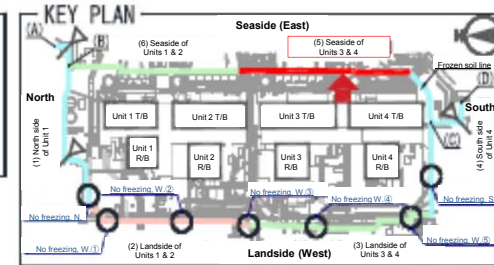 KEY PLAN
Seaside (East)
(A)
(B)
(6) Seaside of
Units 1 & 2
(5) Seaside of
Units 3 & 4
Frozen soil line
(D)
North
South
(1) North side
of Unit 1
Unit 1 T/B
Unit 2 T/B
Unit 3 T/B
Unit 4 T/B
(C)
(4) South side
of Unit 4
Unit 1
R/B
Unit 2
R/B
Unit 3
R/B
Unit 4
R/B
No freezing, W.②
No freezing, W.③
No freezing, W.④
No freezing, S
No freezing, N
No freezing, W.①
No freezing, W.⑤
(2) Landside of
Units 1 & 2
Landside (West)
(3) Landside of
Units 3 & 4